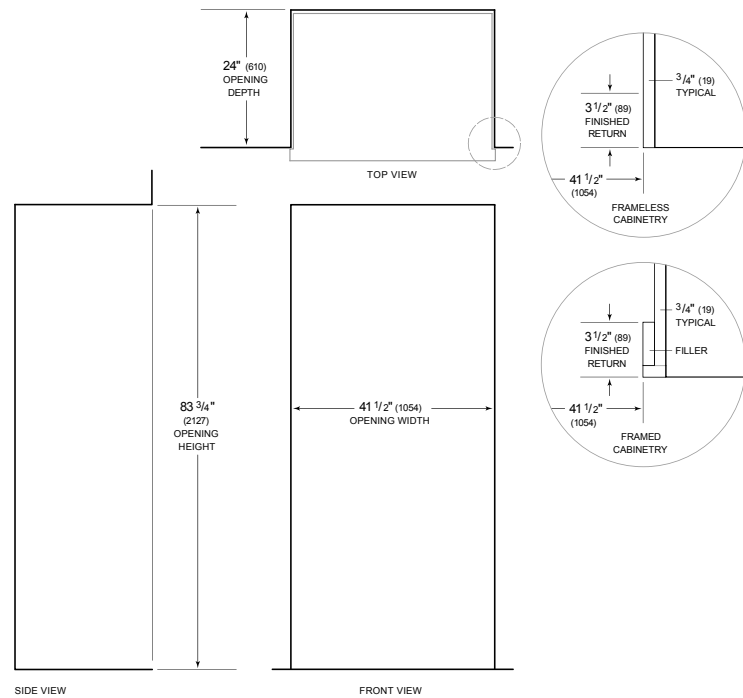 24" (610)
OPENING
DEPTH
TOP VIEW
3/4" (19)
TYPICAL
3 1/2" (89)
FINISHED
RETURN
41 1/2"
(1054)
FRAMELESS
CABINETRY
3/4" (19)
TYPICAL
3 1/2" (89)
FINISHED
RETURN
FILLER
41 1/2"
(1054)
FRAMED
CABINETRY
83 3/4"
(2127)
OPENING
HEIGHT
41 1/2" (1054)
OPENING WIDTH
SIDE VIEW
FRONT VIEW